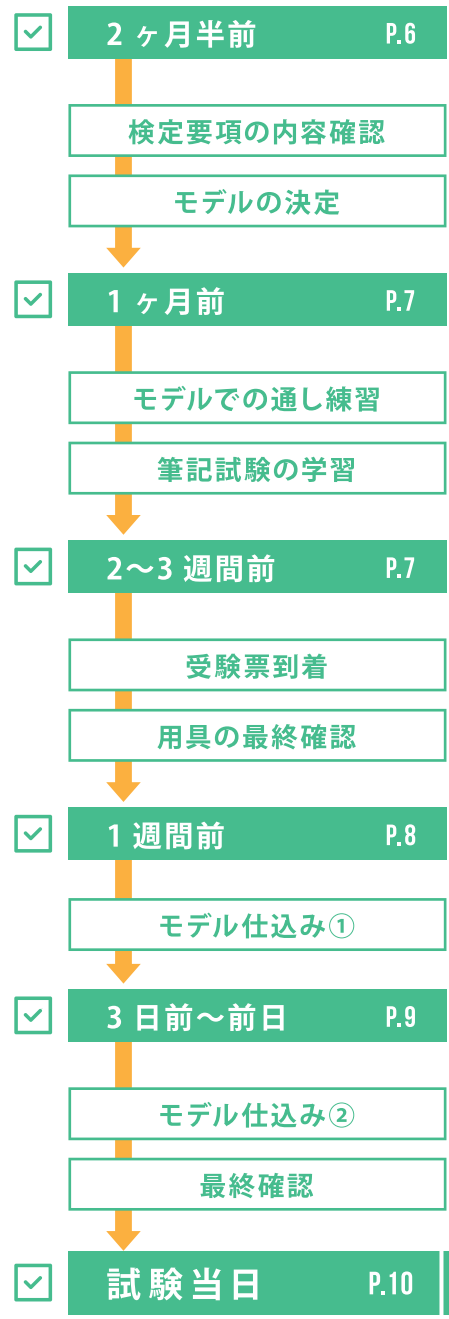 2 ヶ月半前 P.6
検定要項の内容確認
モデルの決定
1 ヶ月前 P.7
モデルでの通し練習
筆記試験の学習
2〜3 週間前 P.7
受験票到着
用具の最終確認
1 週間前 P.8
モデル仕込み①
3 日前〜前日 P.9
モデル仕込み②
最終確認
試験当日 P.10